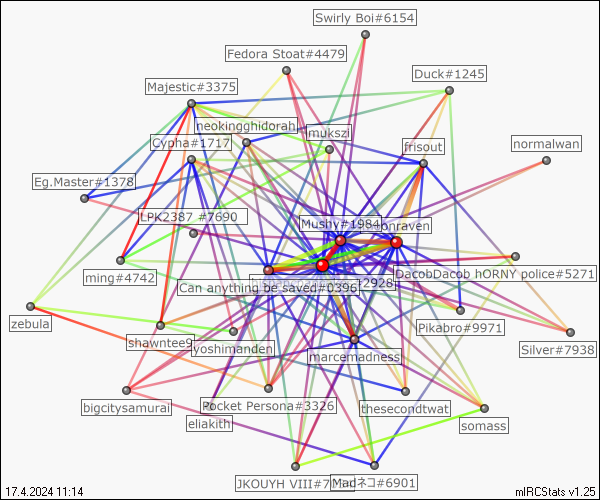 Swirly Boi#6154
Fedora Stoat#4479
Duck#1245
Majestic#3375
neokingghidorah
mukszi
Cypha#1717
frisout
normalwan
Eg.Master#1378
LPK2387 #7690
Mushy#1984
onraven
DacobDacob hORNY police#5271
ming#4742
Can anything be saved#0396
2928
zebula
Pikabro#9971
shawntee9
yoshimanden
marcemadness
Silver#7938
bigcitysamurai
Pocket Persona#3326
thesecondtwat
eliakith
somass
JKOUYH VIII#7
Madネコ#6901
17.4.2024 11:14
mIRCStats v1.25